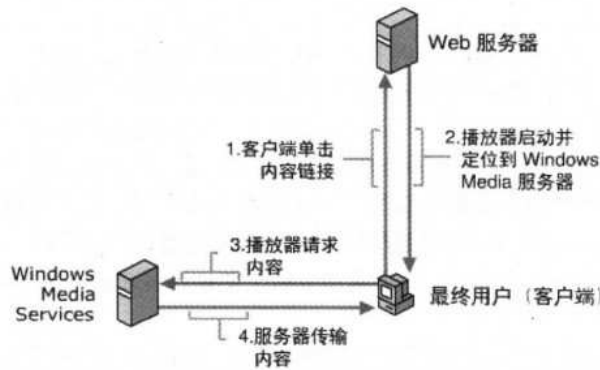 Web 服务器
1.客户端单击
内容链接
2.播放器启动并
定位到 Windows
Media 服务器
3.播放器请求
内容
Windows
Media
Services
最终用户（客户端）
4.服务器传输
内容